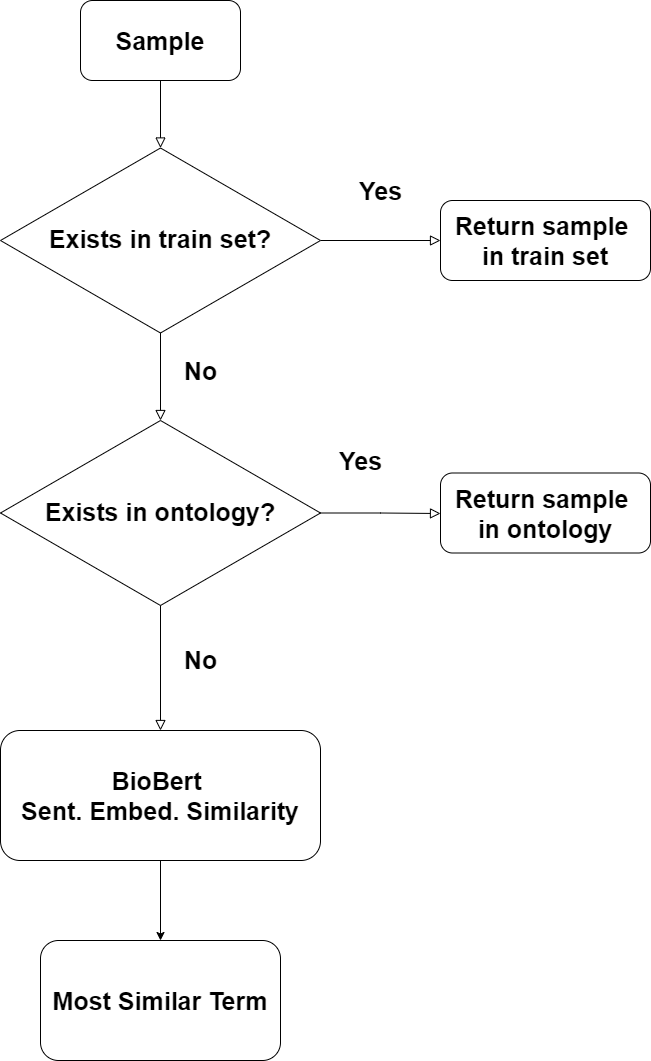 Sample
Exists in train set?
Yes
Return sample
in train set
No
Exists in ontology?
Yes
Return sample
in ontology
No
BioBert
Sent. Embed. Similarity
Most Similar Term